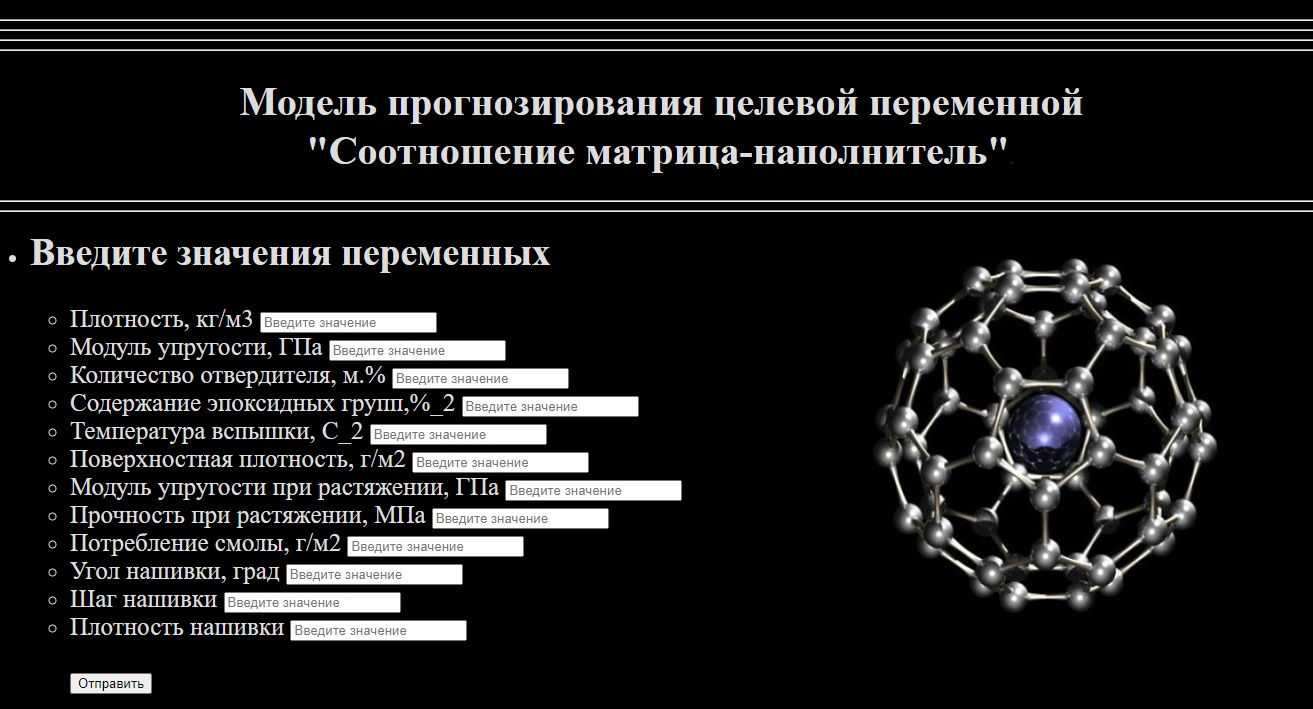 Модель прогнозирования целевой переменной
"Соотношение матрица-наполнитель"
Введите значения переменных
Плотность, кг/м3 Введите значение
Модуль упругости, ГПа Введите значение
Количество отвердителя, м.% Введите значение
Содержание эпоксидных групп,%_2 Введите значение
Температура вспышки, С_2 Введите значение
Поверхностная плотность, г/м2 Введите значение
Модуль упругости при растяжении, ГПа Введите значение
Прочность при растяжении, МПа Введите значение
Потребление смолы, г/м2 Введите значение
Угол нашивки, град Введите значение
Шаг нашивки Введите значение
Плотность нашивки Введите значение
Отправить